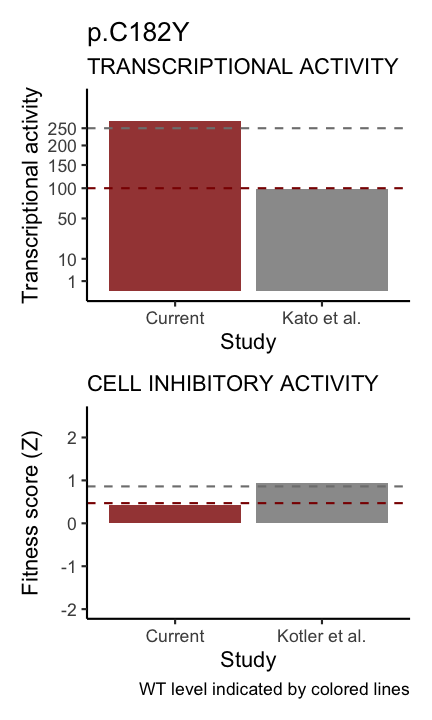 p.C182Y
TRANSCRIPTIONAL ACTIVITY
Transcriptional activity
250
200
150
100
50
10
1
Current
Kato et al.
Study
CELL INHIBITORY ACTIVITY
Fitness score (Z)
2
1
0
-1
-2
Current
Kotler et al.
Study
WT level indicated by colored lines